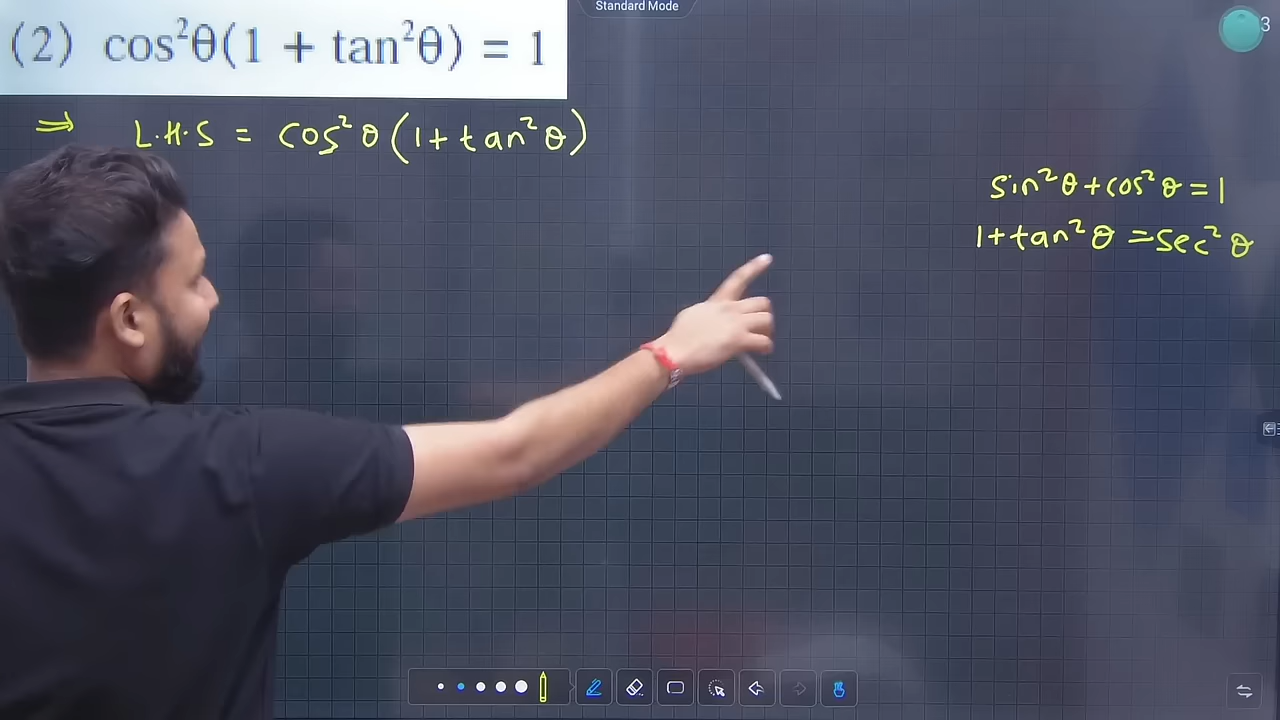 Standard Mode
3
(2) cos²θ(1 + tan²θ) = 1
⇒ L.H.S = cos²θ(1+tan²θ)
sin²θ+cos²θ=1
1+tan²θ=sec²θ